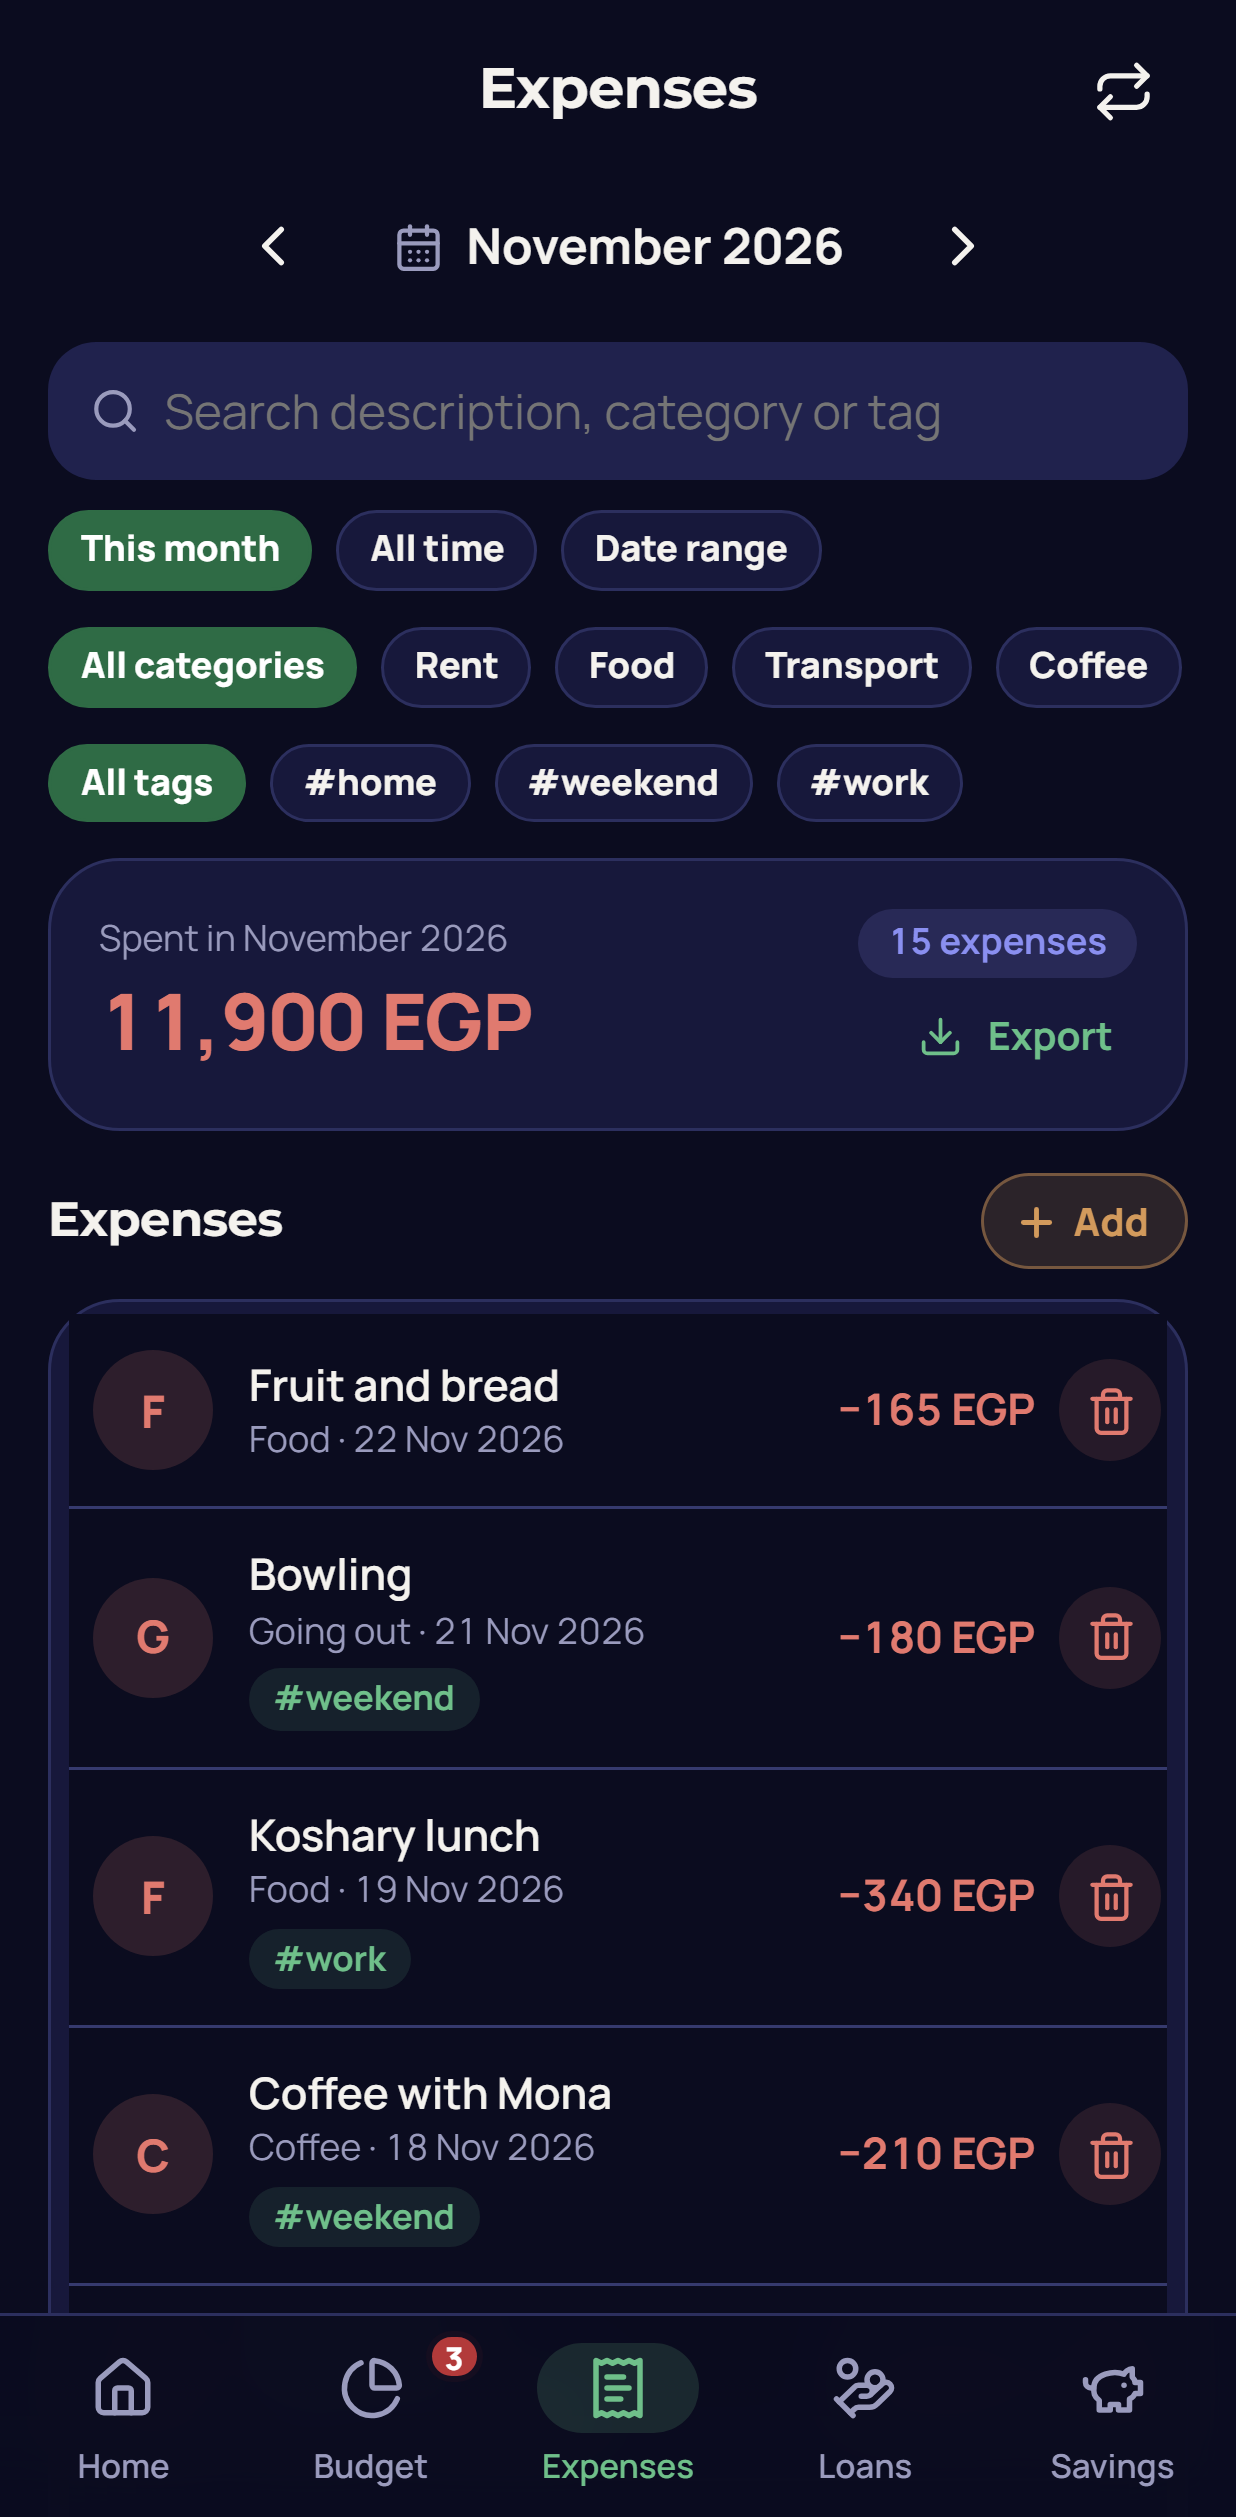 Expenses
November 2026
Search description, category or tag
This month All time Date range
All categories Rent Food Transport Coffee
All tags #home #weekend #work
Spent in November 2026
15 expenses
11,900 EGP
Export
Expenses
+ Add
F
Fruit and bread
Food · 22 Nov 2026
−165 EGP
G
Bowling
Going out · 21 Nov 2026
#weekend
−180 EGP
F
Koshary lunch
Food · 19 Nov 2026
#work
−340 EGP
C
Coffee with Mona
Coffee · 18 Nov 2026
#weekend
−210 EGP
3
Home Budget Expenses Loans Savings